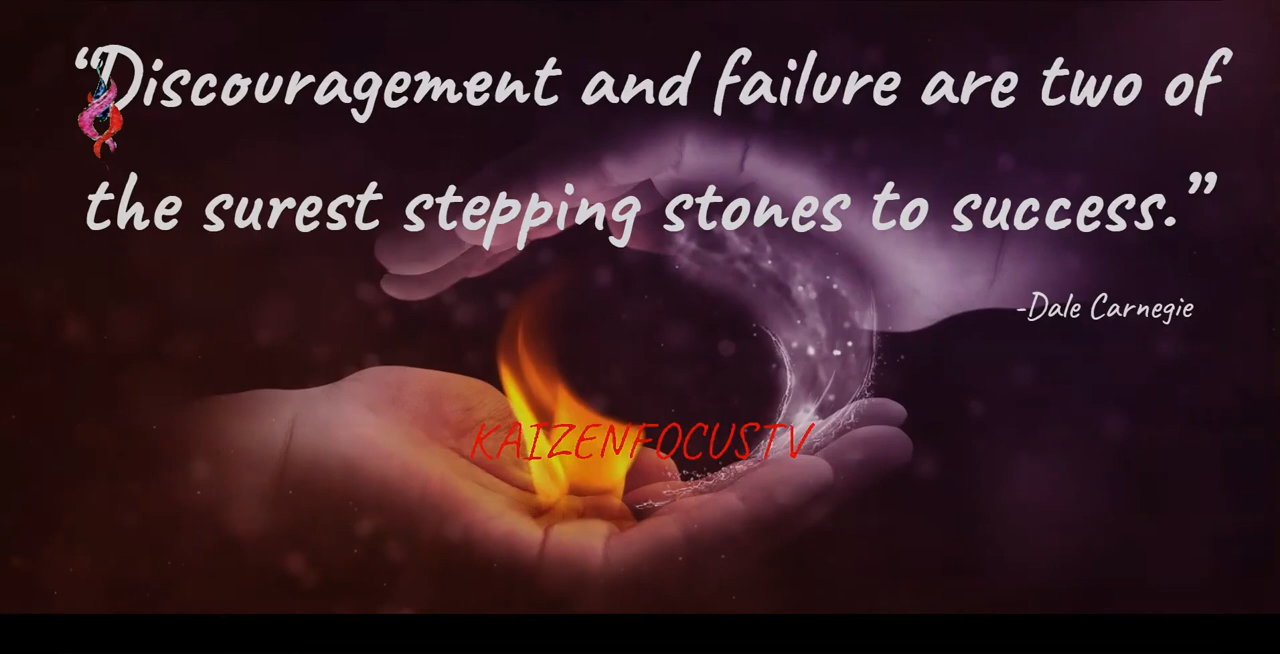 “Discouragement and failure are two of
the surest stepping stones to success.”
-Dale Carnegie
KAIZENFOCUSTV